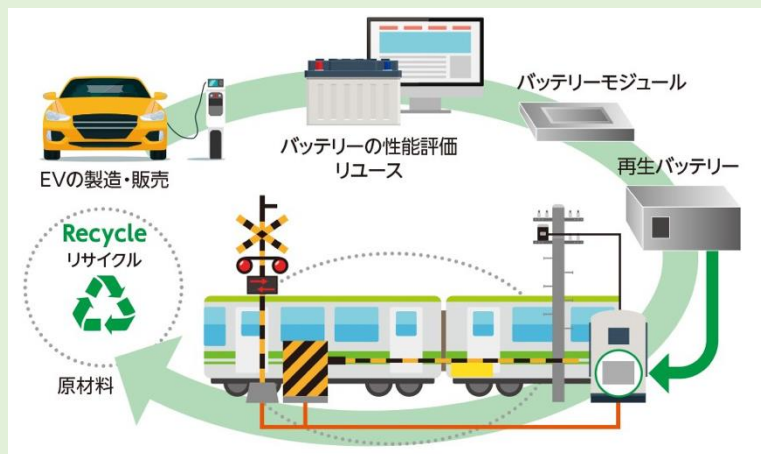 EVの製造・販売
バッテリーの性能評価
リユース
バッテリーモジュール
再生バッテリー
Recycle
リサイクル
原材料